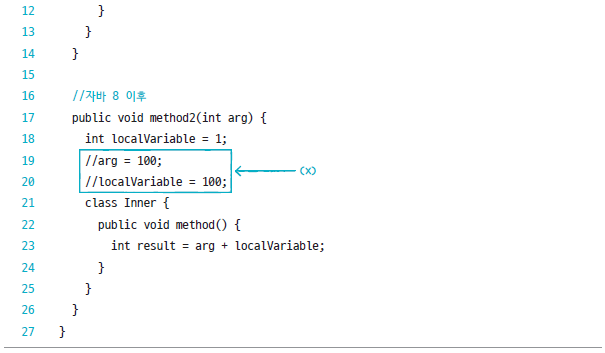 12 }
13 }
14 }
15
16 //자바 8 이후
17 public void method2(int arg) {
18 int localVariable = 1;
19 //arg = 100; (x)
20 //localVariable = 100;
21 class Inner {
22 public void method() {
23 int result = arg + localVariable;
24 }
25 }
26 }
27 }